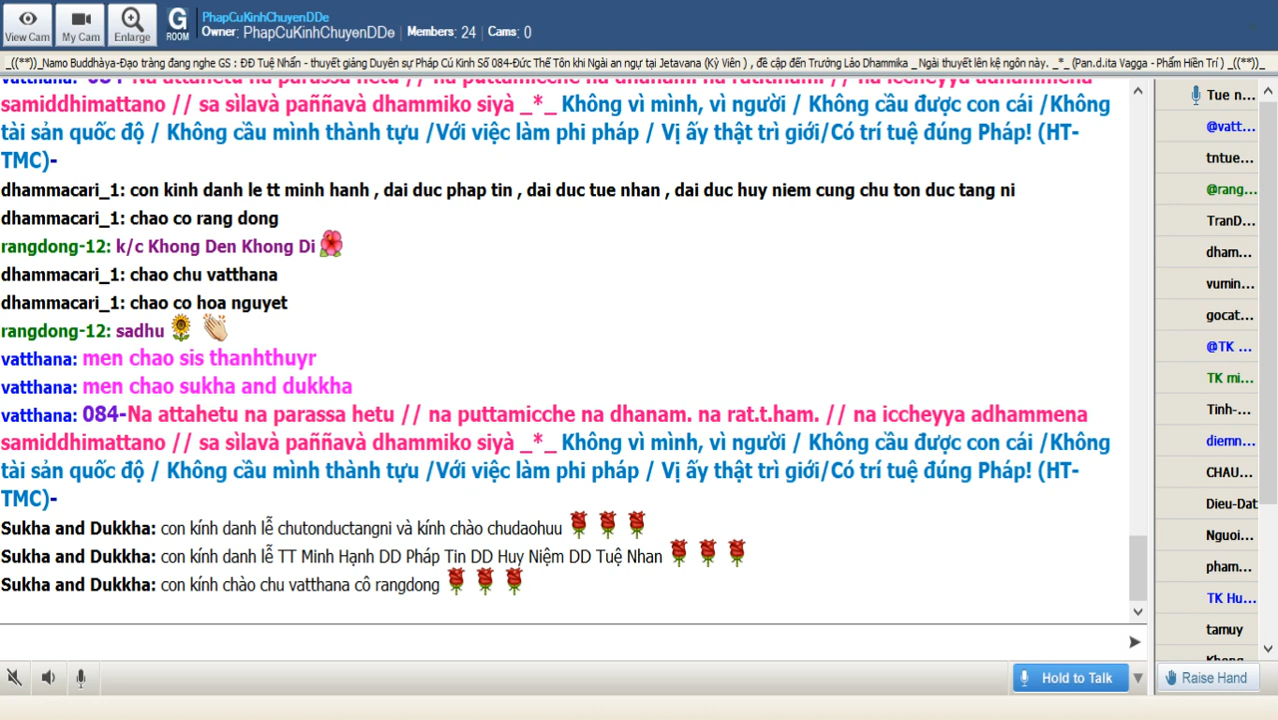 View Cam
My Cam
Enlarge
G
ROOM
PhapCuKinhChuyenDDe
Owner: PhapCuKinhChuyenDDe Members: 24 Cams: 0
_((**))_Namo Buddhàya-Đạo tràng đang nghe GS : ĐĐ Tuệ Nhẩn - thuyết giảng Duyên sự Pháp Cú Kinh Số 084-Đức Thế Tôn khi Ngài an ngự tại Jetavana (Kỳ Viên ) , đề cập đến Trưởng Lảo Dhammika _ Ngài thuyết lên kệ ngôn này. _*_ (Pan.d.ita Vagga - Phẩm Hiền Trí ) _((**))_
samiddhimattano // sa sìlavà paññavà dhammiko siyà _*_ Không vì mình, vì người / Không cầu được con cái /Không
tài sản quốc độ / Không cầu mình thành tựu /Với việc làm phi pháp / Vị ấy thật trì giới/Có trí tuệ đúng Pháp! (HT-
TMC)-
dhammacari_1: con kinh danh le tt minh hanh , dai duc phap tin , dai duc tue nhan , dai duc huy niem cung chu ton duc tang ni
dhammacari_1: chao co rang dong
rangdong-12: k/c Khong Den Khong Di
dhammacari_1: chao chu vatthana
dhammacari_1: chao co hoa nguyet
rangdong-12: sadhu
vatthana: men chao sis thanhthuyr
vatthana: men chao sukha and dukkha
vatthana: 084-Na attahetu na parassa hetu // na puttamicche na dhanam. na rat.t.ham. // na iccheyya adhammena
samiddhimattano // sa sìlavà paññavà dhammiko siyà _*_ Không vì mình, vì người / Không cầu được con cái /Không
tài sản quốc độ / Không cầu mình thành tựu /Với việc làm phi pháp / Vị ấy thật trì giới/Có trí tuệ đúng Pháp! (HT-
TMC)-
Sukha and Dukkha: con kính danh lễ chutonductangni và kính chào chudaohuu
Sukha and Dukkha: con kính danh lễ TT Minh Hạnh DD Pháp Tin DD Huy Niệm DD Tuệ Nhan
Sukha and Dukkha: con kính chào chu vatthana cô rangdong
Hold to Talk
Tue n...
@vatt...
tntue...
@rang...
TranD...
dham...
vumin...
gocat...
@TK ...
TK mi...
Tinh-...
diemn...
CHAU...
Dieu-Dat
Nguoi...
pham...
TK Hu...
tamuy
Raise Hand